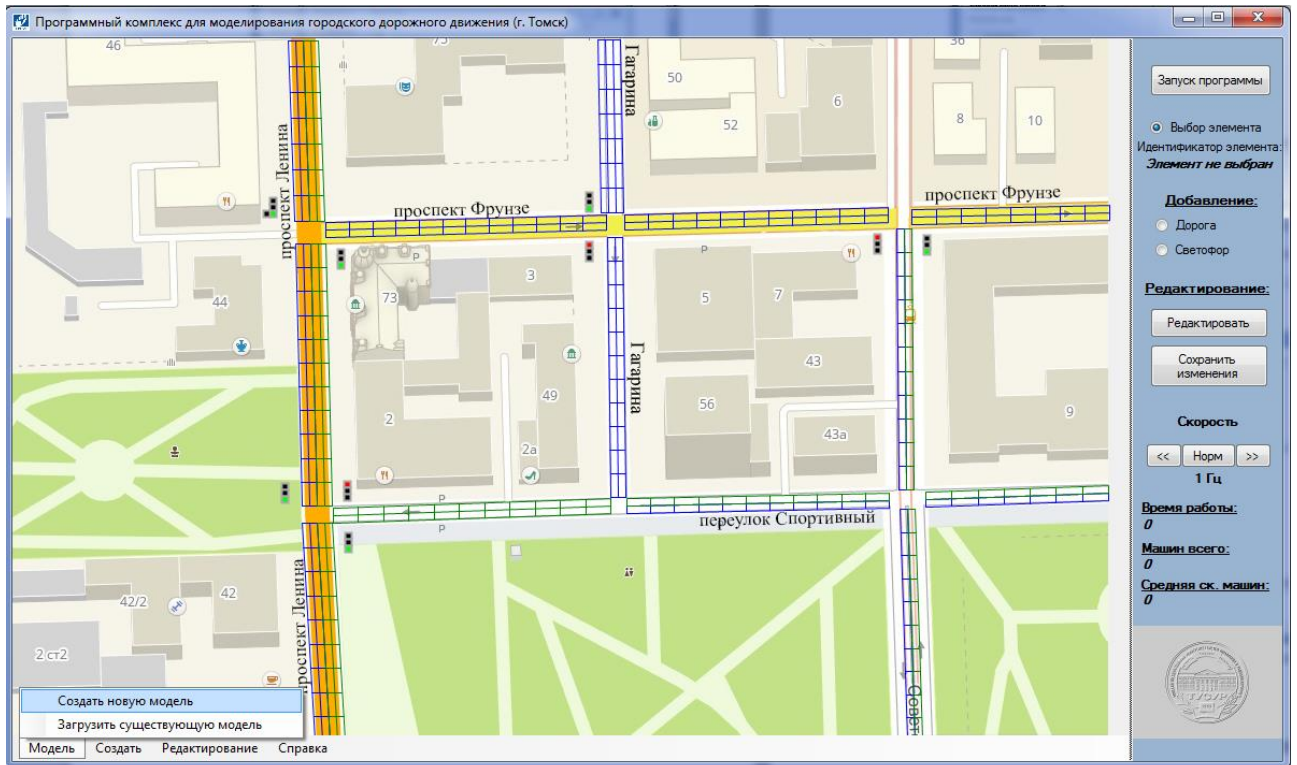 Программный комплекс для моделирования городского дорожного движения (г. Томск)
46
73
Гагарина
50
52
6
36
8
10
проспект Ленина
проспект Фрунзе
проспект Фрунзе
P
P
73
3
5
7
44
Гагарина
43
49
56
2
2а
43а
9
P
P
переулок Спортивный
проспект Ленина
42/2
42
2 ст2
Запуск программы
Выбор элемента
Идентификатор элемента:
Элемент не выбран
Добавление:
Дорога
Светофор
Редактирование:
Редактировать
Сохранить
изменения
Скорость
<< Норм >>
1 Гц
Время работы:
0
Машин всего:
0
Средняя ск. машин:
0
ТУСУР
Создать новую модель
Загрузить существующую модель
Модель Создать Редактирование Справка